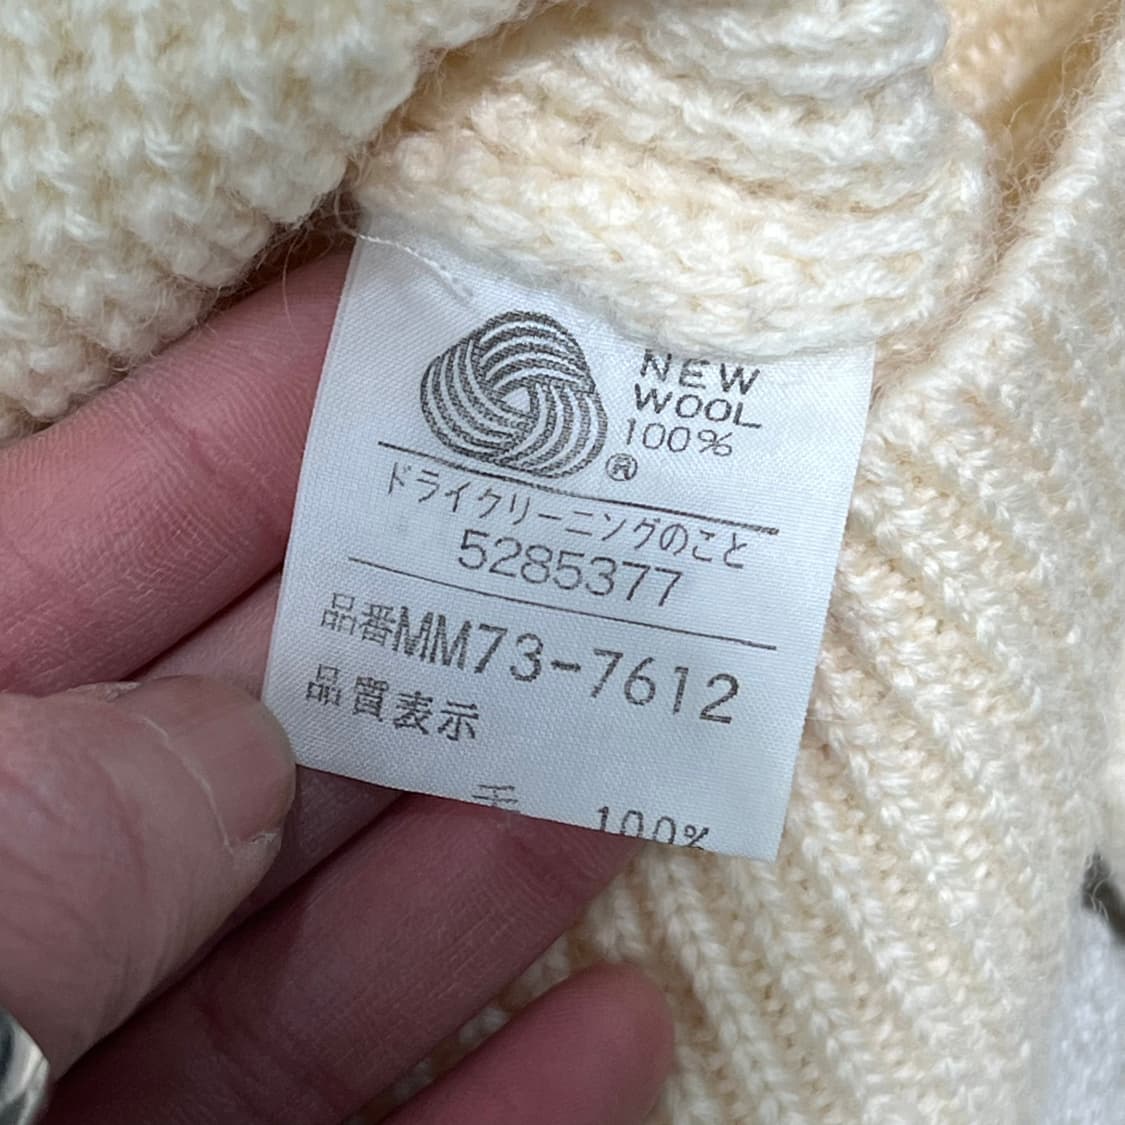 NEW
WOOL
100%
®
ドライクリーニングのこと
5285377
品番MM73-7612
品質表示
毛 100%